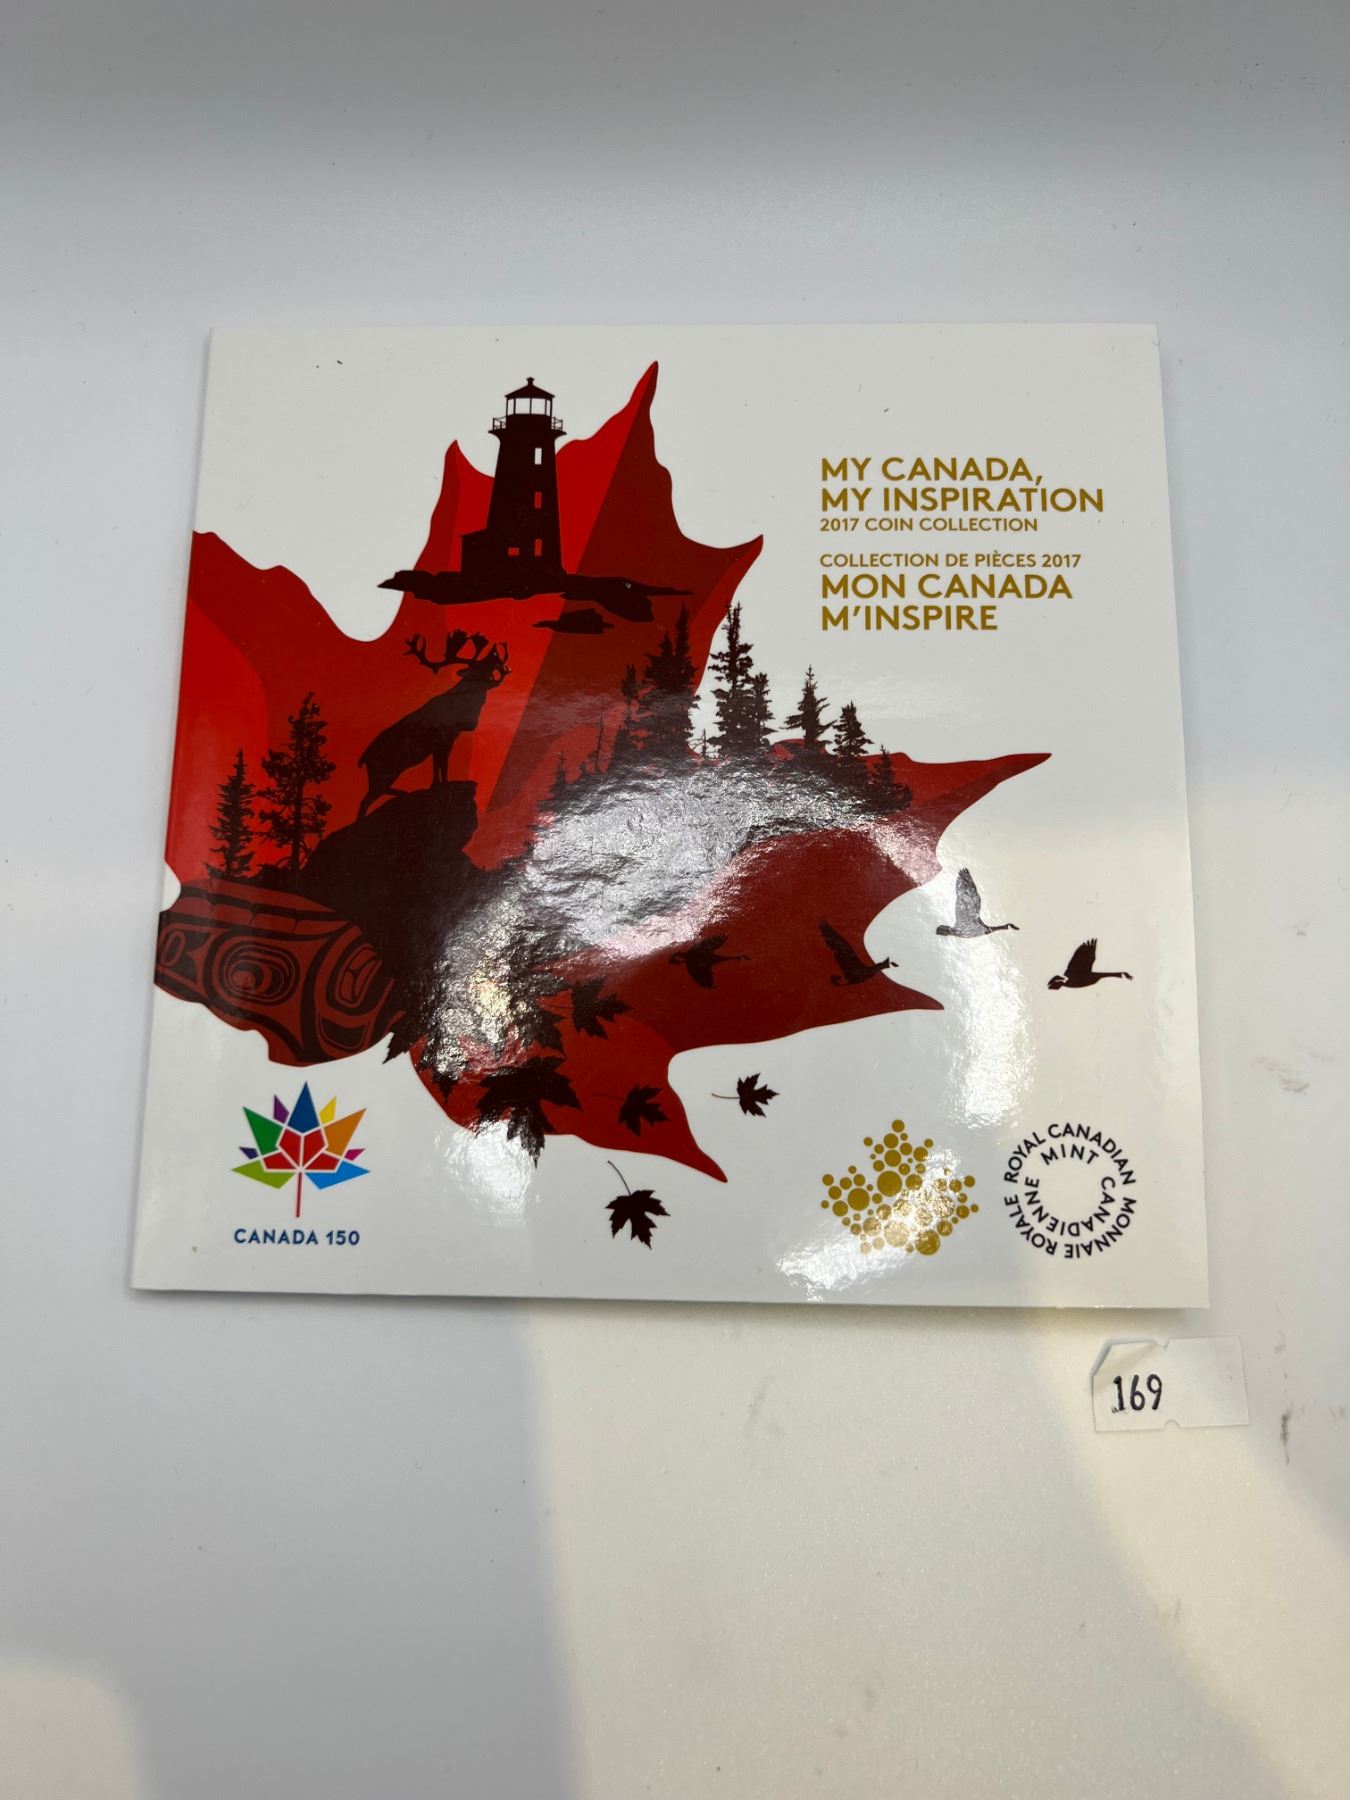 MY CANADA,
MY INSPIRATION
2017 COIN COLLECTION
COLLECTION DE PIÈCES 2017
MON CANADA
M'INSPIRE
CANADA 150
ROYAL CANADIAN MINT
MONNAIE ROYALE CANADIENNE
169